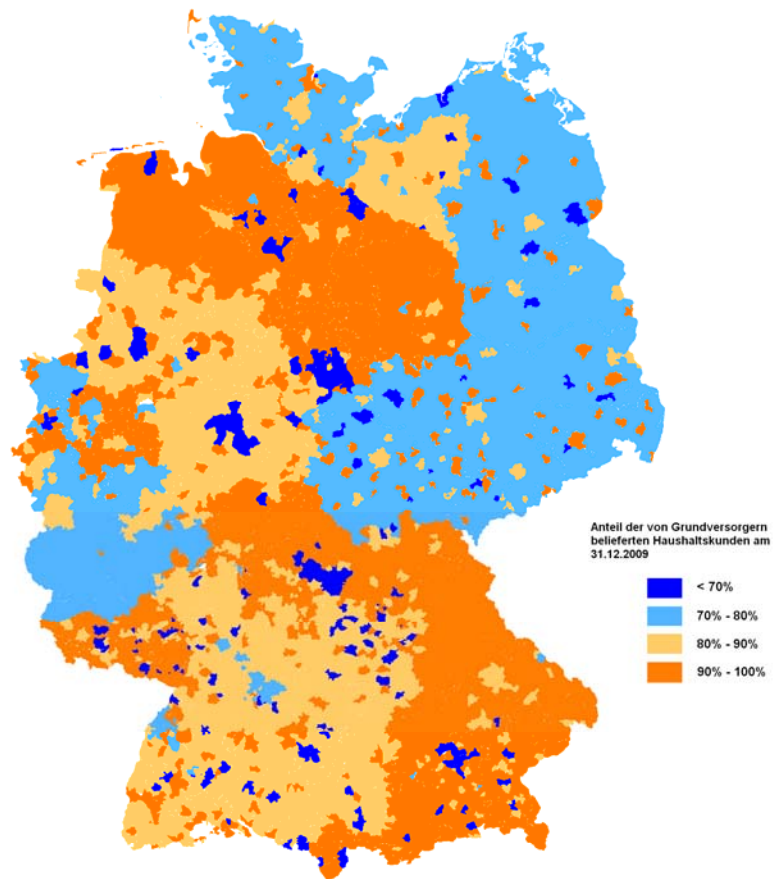 Anteil der von Grundversorgern
belieferten Haushaltskunden am
31.12.2009
< 70%
70% - 80%
80% - 90%
90% - 100%